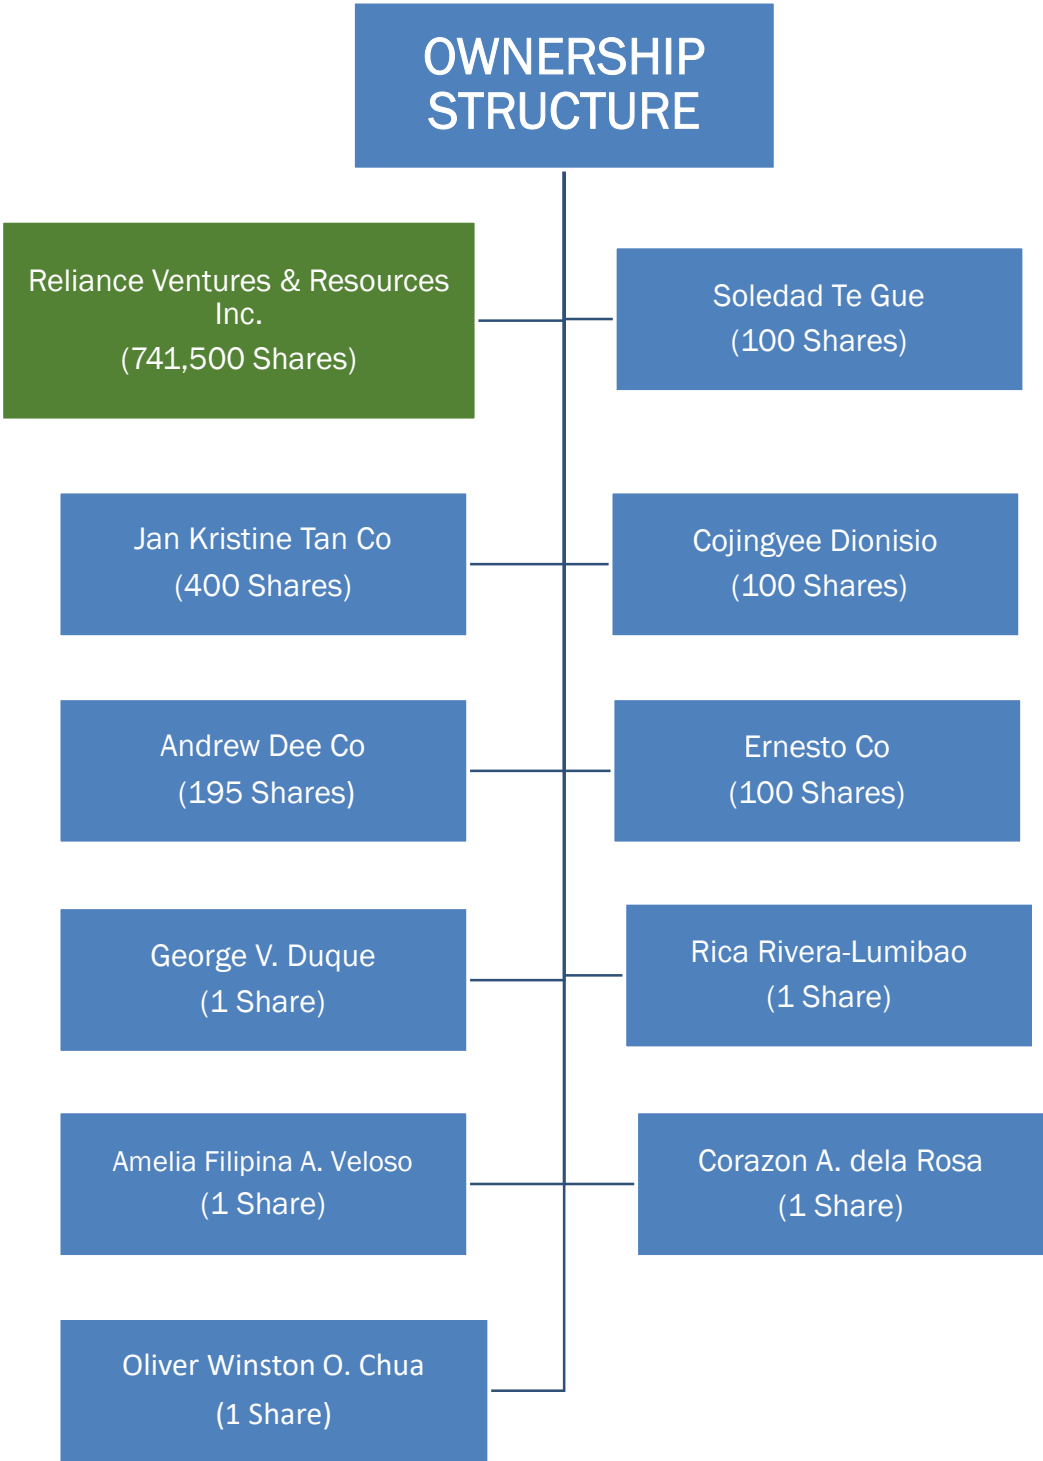 OWNERSHIP
STRUCTURE
Reliance Ventures & Resources
Inc.
(741,500 Shares)
Soledad Te Gue
(100 Shares)
Jan Kristine Tan Co
(400 Shares)
Cojingyee Dionisio
(100 Shares)
Andrew Dee Co
(195 Shares)
Ernesto Co
(100 Shares)
George V. Duque
(1 Share)
Rica Rivera-Lumibao
(1 Share)
Amelia Filipina A. Veloso
(1 Share)
Corazon A. dela Rosa
(1 Share)
Oliver Winston O. Chua
(1 Share)